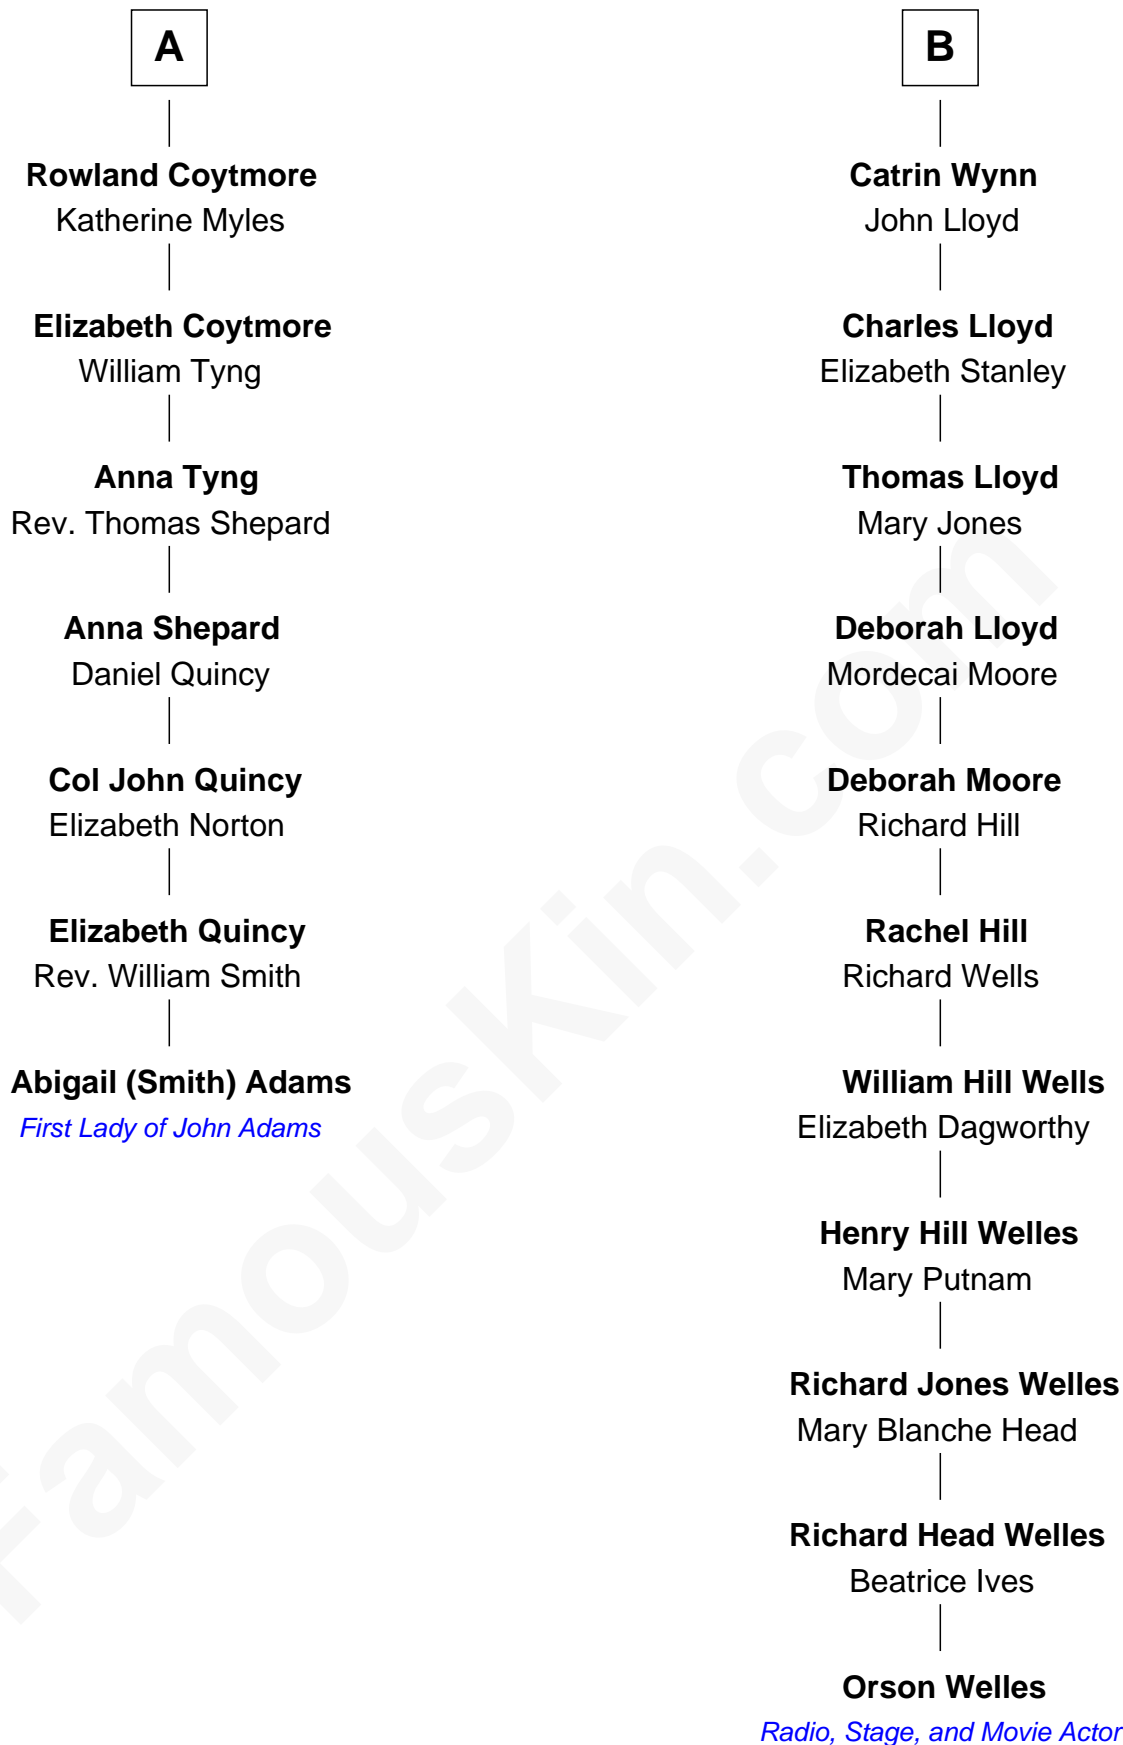 A
Rowland Coytmore
Katherine Myles
Elizabeth Coytmore
William Tyng
Anna Tyng
Rev. Thomas Shepard
Anna Shepard
Daniel Quincy
Col John Quincy
Elizabeth Norton
Elizabeth Quincy
Rev. William Smith
Abigail (Smith) Adams
First Lady of John Adams
B
Catrin Wynn
John Lloyd
Charles Lloyd
Elizabeth Stanley
Thomas Lloyd
Mary Jones
Deborah Lloyd
Mordecai Moore
Deborah Moore
Richard Hill
Rachel Hill
Richard Wells
William Hill Wells
Elizabeth Dagworthy
Henry Hill Welles
Mary Putnam
Richard Jones Welles
Mary Blanche Head
Richard Head Welles
Beatrice Ives
Orson Welles
Radio, Stage, and Movie Actor
FamousKin.com